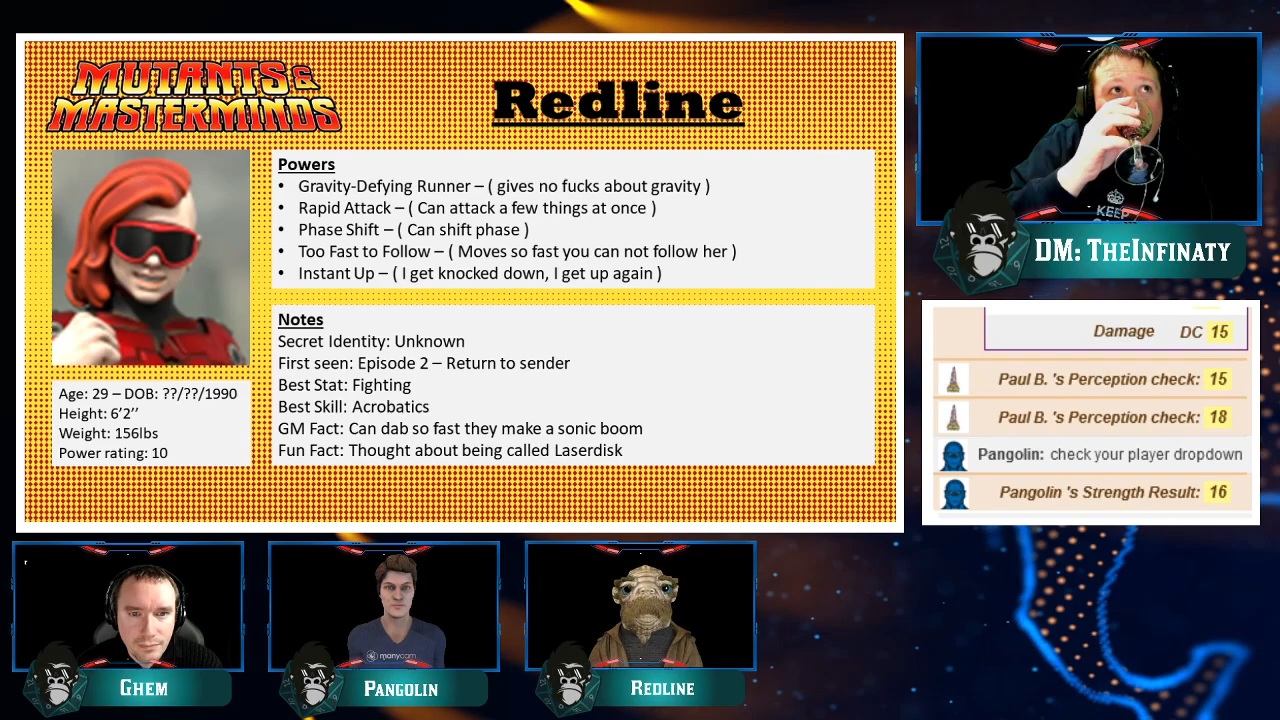 MUTANTS &
MASTERMINDS
Redline
Powers
• Gravity-Defying Runner – ( gives no fucks about gravity )
• Rapid Attack – ( Can attack a few things at once )
• Phase Shift – ( Can shift phase )
• Too Fast to Follow – ( Moves so fast you can not follow her )
• Instant Up – ( I get knocked down, I get up again )
Notes
Secret Identity: Unknown
First seen: Episode 2 – Return to sender
Best Stat: Fighting
Best Skill: Acrobatics
GM Fact: Can dab so fast they make a sonic boom
Fun Fact: Thought about being called Laserdisk
Age: 29 – DOB: ??/??/1990
Height: 6’2’’
Weight: 156lbs
Power rating: 10
KEEP
DM: TheInfinaty
Damage DC 15
Paul B. 's Perception check: 15
Paul B. 's Perception check: 18
Pangolin: check your player dropdown
Pangolin 's Strength Result: 16
manycam
Ghem
Pangolin
Redline